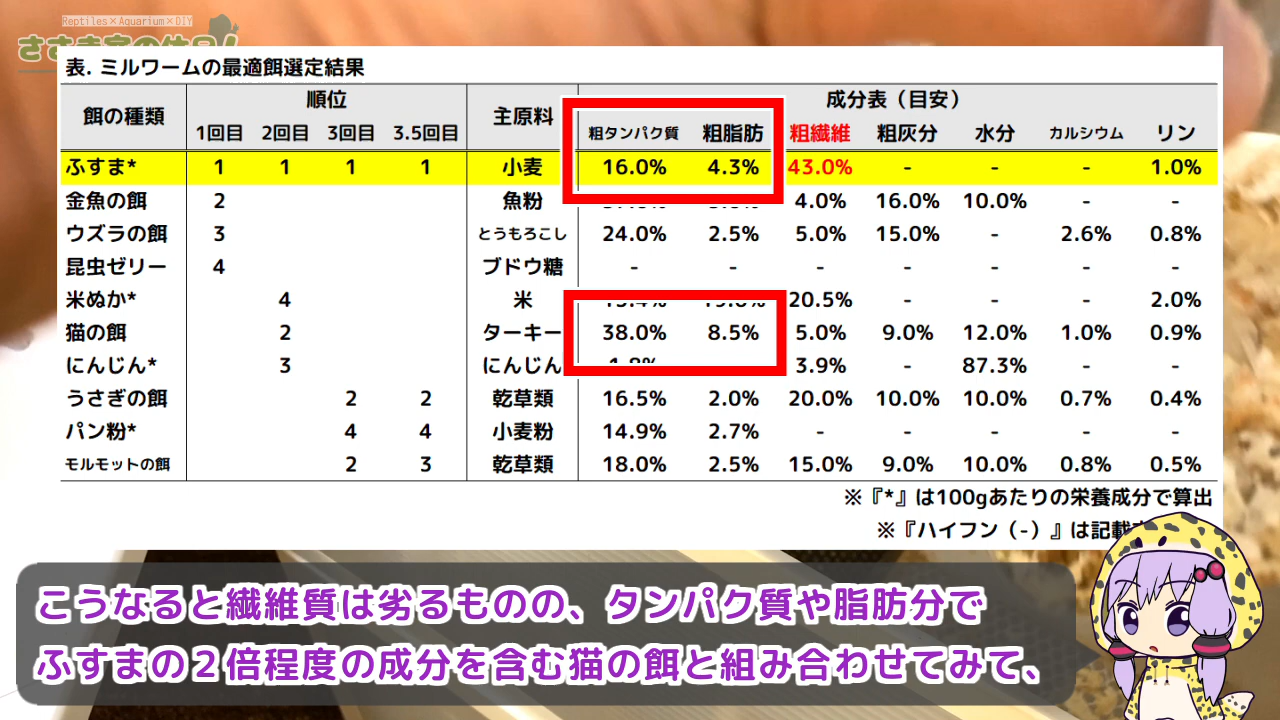 Reptiles×Aquarium×DIY
表. ミルワームの最適餌選定結果
餌の種類 順位 主原料 成分表（目安）
1回目 2回目 3回目 3.5回目 粗タンパク質 粗脂肪 粗繊維 粗灰分 水分 カルシウム リン
ふすま* 1 1 1 1 小麦 16.0% 4.3% 43.0% - - - 1.0%
金魚の餌 2 魚粉 4.0% 16.0% 10.0% - -
ウズラの餌 3 とうもろこし 24.0% 2.5% 5.0% 15.0% - 2.6% 0.8%
昆虫ゼリー 4 ブドウ糖 - - - - - - -
米ぬか* 4 米 20.5% - - - 2.0%
猫の餌 2 ターキー 38.0% 8.5% 5.0% 9.0% 12.0% 1.0% 0.9%
にんじん* 3 にんじん 3.9% - 87.3% - -
うさぎの餌 2 2 乾草類 16.5% 2.0% 20.0% 10.0% 10.0% 0.7% 0.4%
パン粉* 4 4 小麦粉 14.9% 2.7% - - - - -
モルモットの餌 2 3 乾草類 18.0% 2.5% 15.0% 9.0% 10.0% 0.8% 0.5%
※『*』は100gあたりの栄養成分で算出
※『ハイフン（-）』は記載
こうなると繊維質は劣るものの、タンパク質や脂肪分で
ふすまの２倍程度の成分を含む猫の餌と組み合わせてみて、